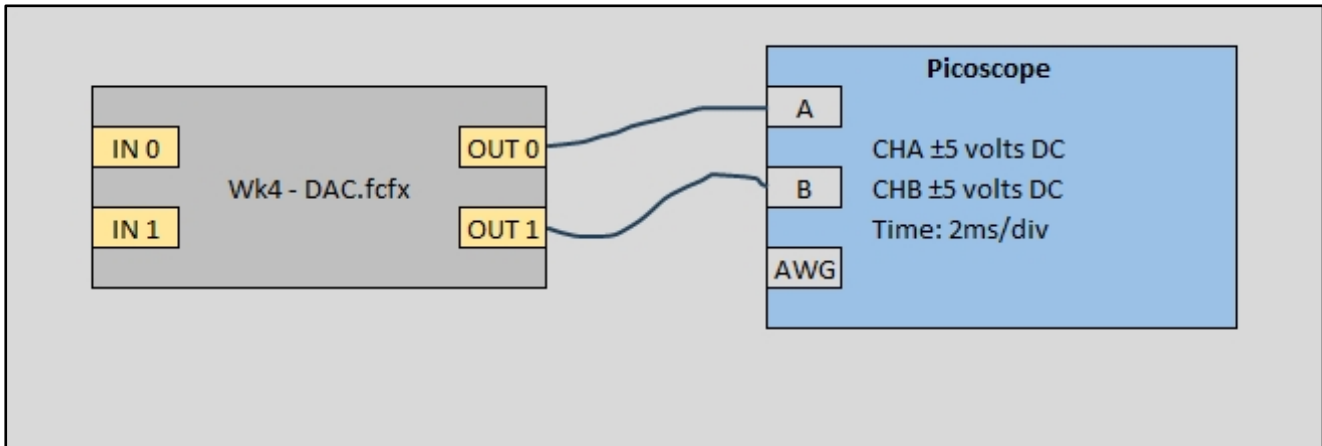 Picoscope
IN 0
OUT 0
A
Wk4 - DAC.fcfx
CHA ±5 volts DC
B
CHB ±5 volts DC
IN 1
OUT 1
Time: 2ms/div
AWG